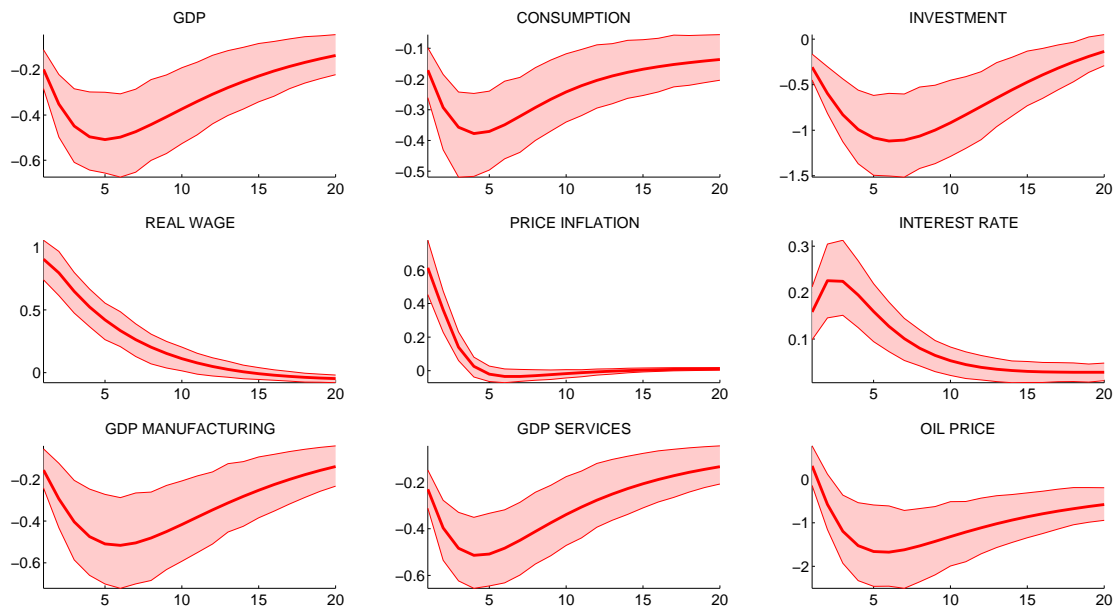 GDP
CONSUMPTION
INVESTMENT
−0.2
−0.4
−0.6
5 10 15 20
−0.1
−0.2
−0.3
−0.4
−0.5
5 10 15 20
0
−0.5
−1
−1.5
5 10 15 20
REAL WAGE
PRICE INFLATION
INTEREST RATE
1
0.5
0
5 10 15 20
0.6
0.4
0.2
0
5 10 15 20
0.3
0.2
0.1
5 10 15 20
GDP MANUFACTURING
GDP SERVICES
OIL PRICE
−0.2
−0.4
−0.6
5 10 15 20
−0.2
−0.4
−0.6
5 10 15 20
0
−1
−2
5 10 15 20